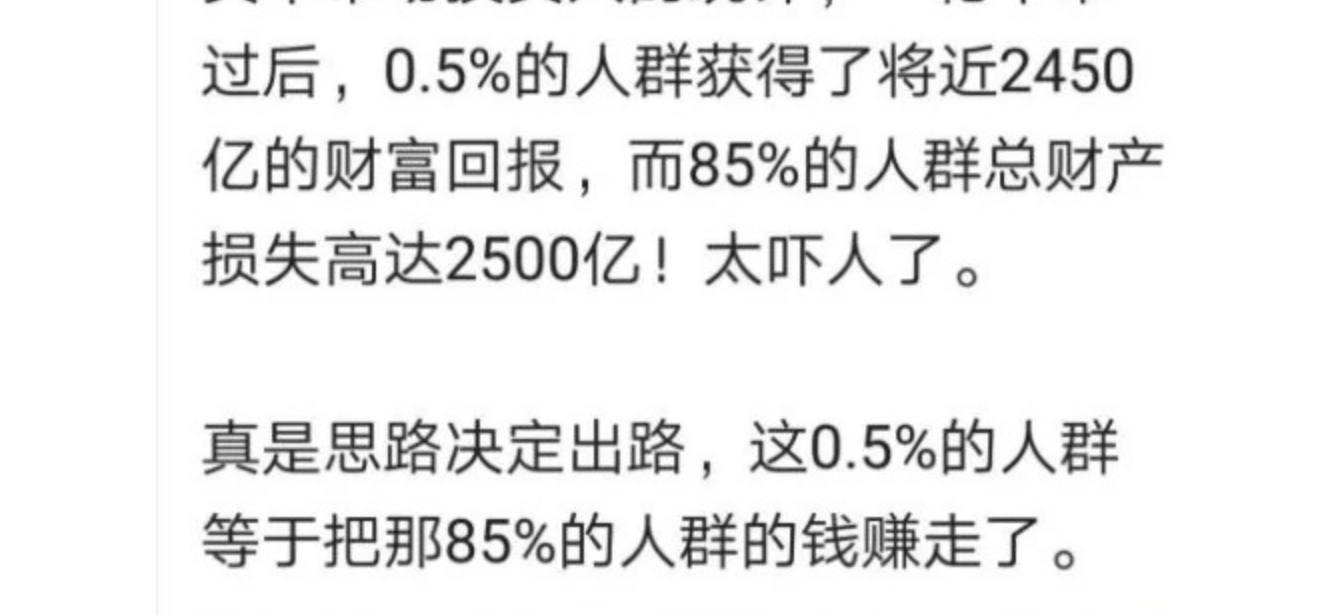 过后，0.5%的人群获得了将近2450
亿的财富回报，而85%的人群总财产
损失高达2500亿！太吓人了。
真是思路决定出路，这0.5%的人群
等于把那85%的人群的钱赚走了。